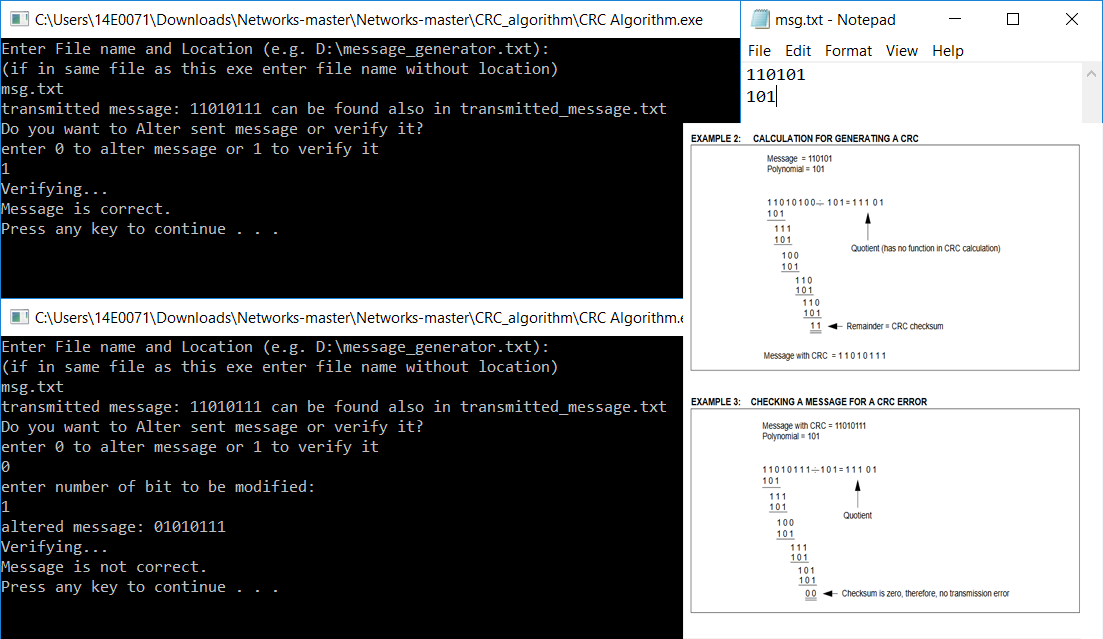 C:\Users\14E0071\Downloads\Networks-master\Networks-master\CRC_algorithm\CRC Algorithm.exe
Enter File name and Location (e.g. D:\message_generator.txt):
(if in same file as this exe enter file name without location)
msg.txt
transmitted message: 11010111 can be found also in transmitted_message.txt
Do you want to Alter sent message or verify it?
enter 0 to alter message or 1 to verify it
1
Verifying...
Message is correct.
Press any key to continue . . .
msg.txt - Notepad
File Edit Format View Help
110101
101
C:\Users\14E0071\Downloads\Networks-master\Networks-master\CRC_algorithm\CRC Algorithm.e
Enter File name and Location (e.g. D:\message_generator.txt):
(if in same file as this exe enter file name without location)
msg.txt
transmitted message: 11010111 can be found also in transmitted_message.txt
Do you want to Alter sent message or verify it?
enter 0 to alter message or 1 to verify it
0
enter number of bit to be modified:
1
altered message: 01010111
Verifying...
Message is not correct.
Press any key to continue . . .
EXAMPLE 2: CALCULATION FOR GENERATING A CRC
Message = 110101
Polynomial = 101
11010100÷ 101=111 01
101
111
101
Quotient (has no function in CRC calculation)
100
101
110
101
110
101
11 Remainder = CRC checksum
Message with CRC = 11010111
EXAMPLE 3: CHECKING A MESSAGE FOR A CRC ERROR
Message with CRC = 11010111
Polynomial = 101
11010111÷101=111 01
101
111
101
Quotient
100
101
111
101
101
101
00 Checksum is zero, therefore, no transmission error